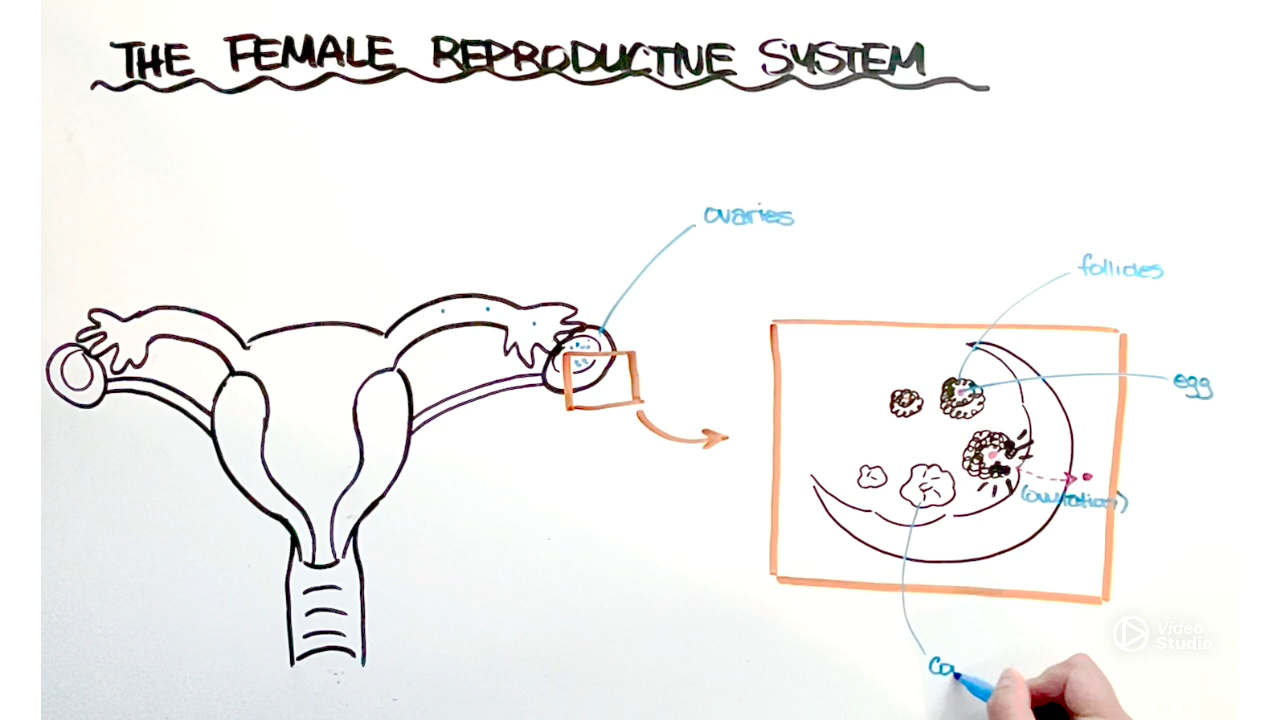 THE FEMALE REPRODUCTIVE SYSTEM
ovaries
follicles
egg
(ovulation)
co
Video
Studio